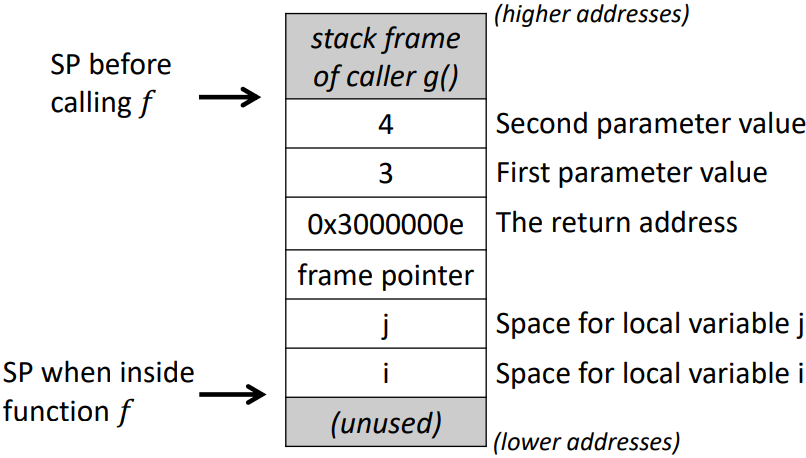 (higher addresses)
stack frame
of caller g()
SP before
calling f
4
Second parameter value
3
First parameter value
0x3000000e
The return address
frame pointer
j
Space for local variable j
SP when inside
function f
i
Space for local variable i
(unused)
(lower addresses)